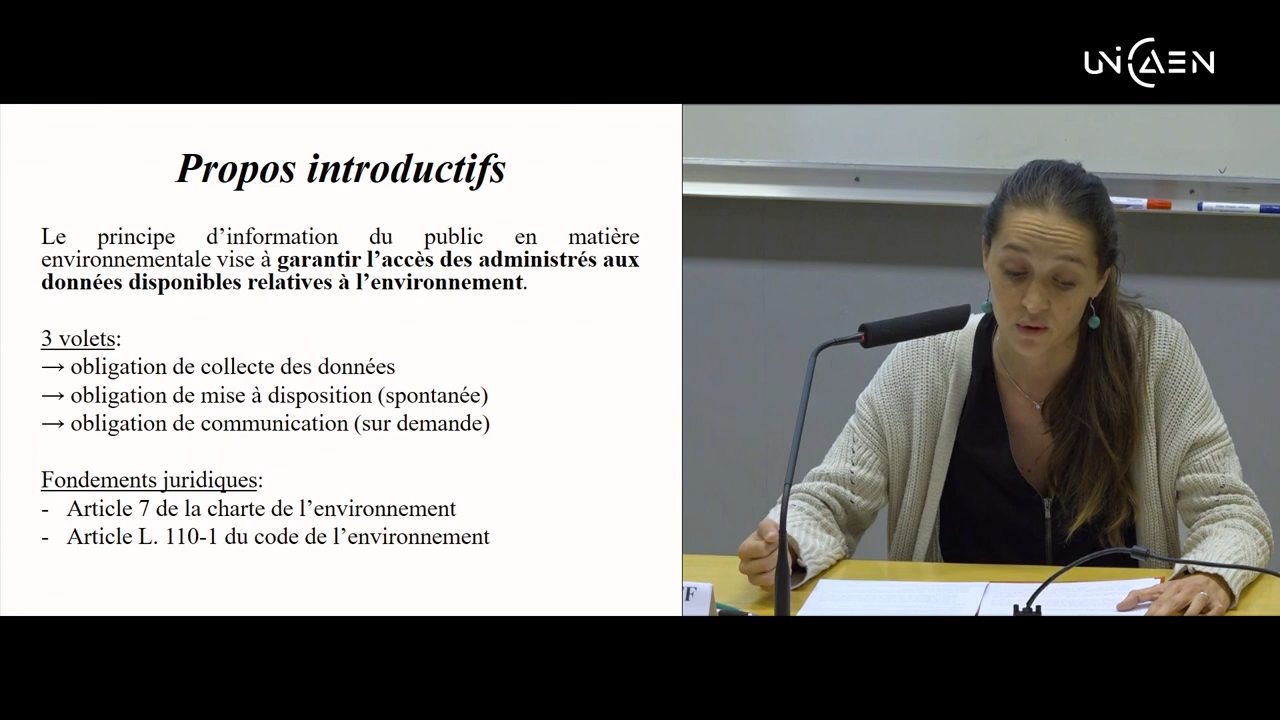 UNICAEN
Propos introductifs
Le principe d’information du public en matière
environnementale vise à garantir l’accès des administrés aux
données disponibles relatives à l’environnement.
3 volets:
→ obligation de collecte des données
→ obligation de mise à disposition (spontanée)
→ obligation de communication (sur demande)
Fondements juridiques:
- Article 7 de la charte de l’environnement
- Article L. 110-1 du code de l’environnement